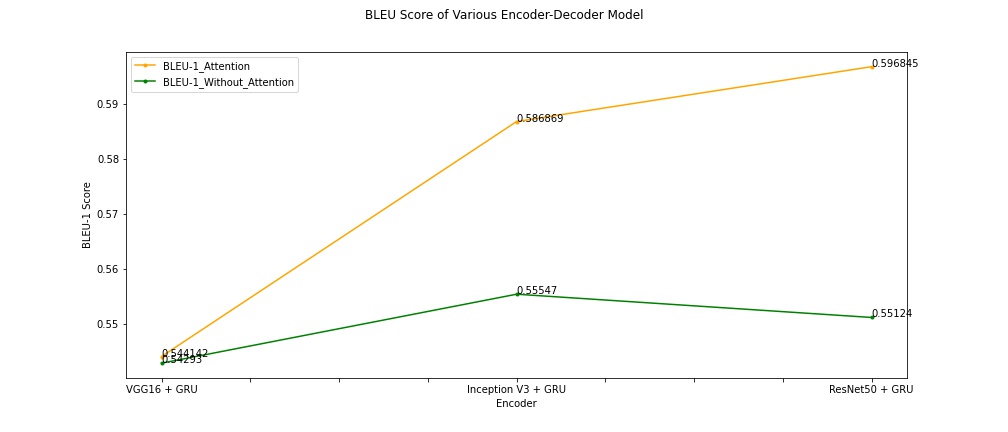 BLEU Score of Various Encoder-Decoder Model
BLEU-1_Attention
BLEU-1_Without_Attention
0.596845
0.59
0.586869
0.58
0.57
BLEU-1 Score
0.56
0.55547
0.55124
0.55
0.544142
0.54293
VGG16 + GRU
Inception V3 + GRU
ResNet50 + GRU
Encoder